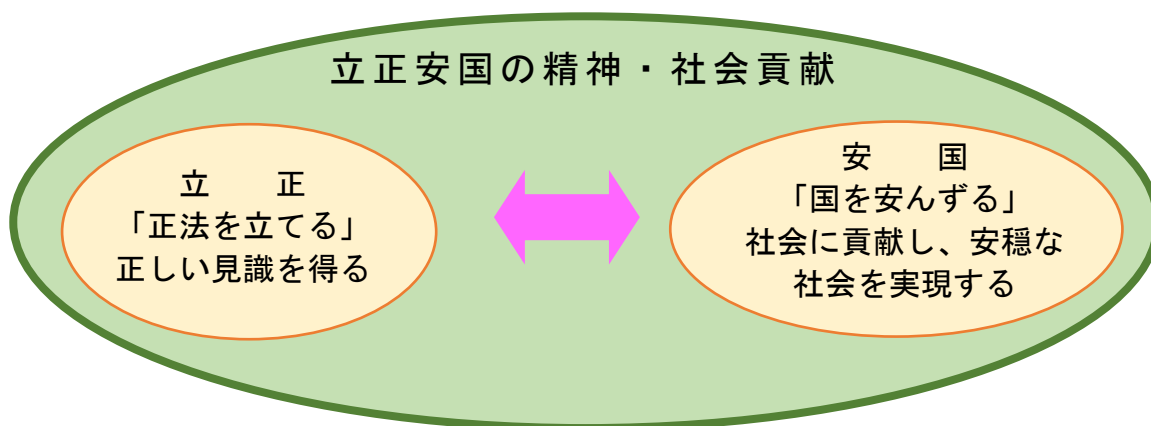 立正安国の精神・社会貢献
立　　正
「正法を立てる」
正しい見識を得る
安　　国
「国を安んずる」
社会に貢献し、安穏な
社会を実現する